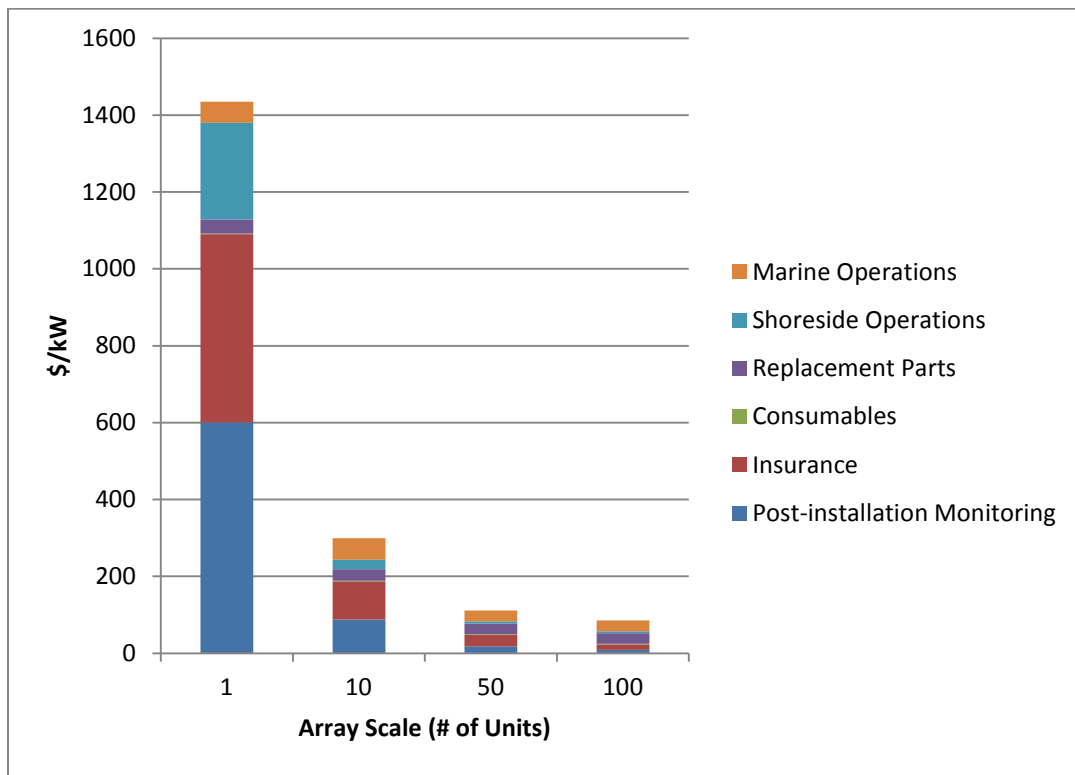 1600
1400
1200
1000
800
600
400
200
0
$/kW
1 10 50 100
Array Scale (# of Units)
Marine Operations
Shoreside Operations
Replacement Parts
Consumables
Insurance
Post-installation Monitoring